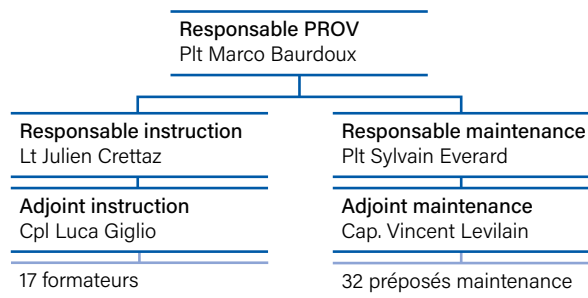 Responsable PROV
Plt Marco Baurdoux
Responsable instruction
Lt Julien Crettaz
Responsable maintenance
Plt Sylvain Everard
Adjoint instruction
Cpl Luca Giglio
Adjoint maintenance
Cap. Vincent Levilain
17 formateurs
32 préposés maintenance